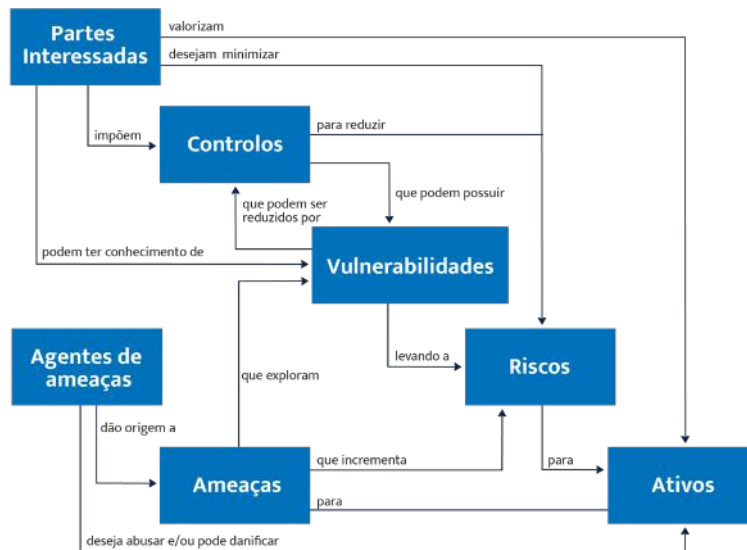 Partes
Interessadas
valorizam
desejam minimizar
impõem
Controlos
para reduzir
que podem possuir
que podem ser
reduzidos por
podem ter conhecimento de
Vulnerabilidades
Agentes de
ameaças
que exploram
levando a
Riscos
dão origem a
Ameaças
que incrementa
para
para
Ativos
deseja abusar e/ou pode danificar